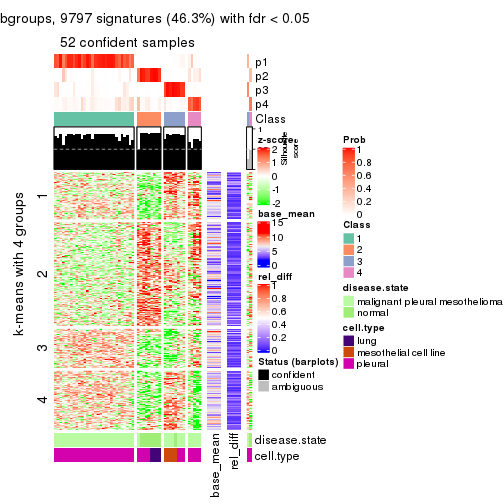 bgroups, 9797 signatures (46.3%) with fdr < 0.05
52 confident samples
p1
p2
p3
p4
Class
1
Silhouette
score
k-means with 4 groups
1
2
3
4
z-score
2
1
0
-1
-2
base_mean
15
10
5
0
rel_diff
1
0.8
0.6
0.4
0.2
0
Status (barplots)
confident
ambiguous
Prob
1
0.8
0.6
0.4
0.2
0
Class
1
2
3
4
disease.state
malignant pleural mesothelioma
normal
cell.type
lung
mesothelial cell line
pleural
disease.state
cell.type
base_mean
rel_diff